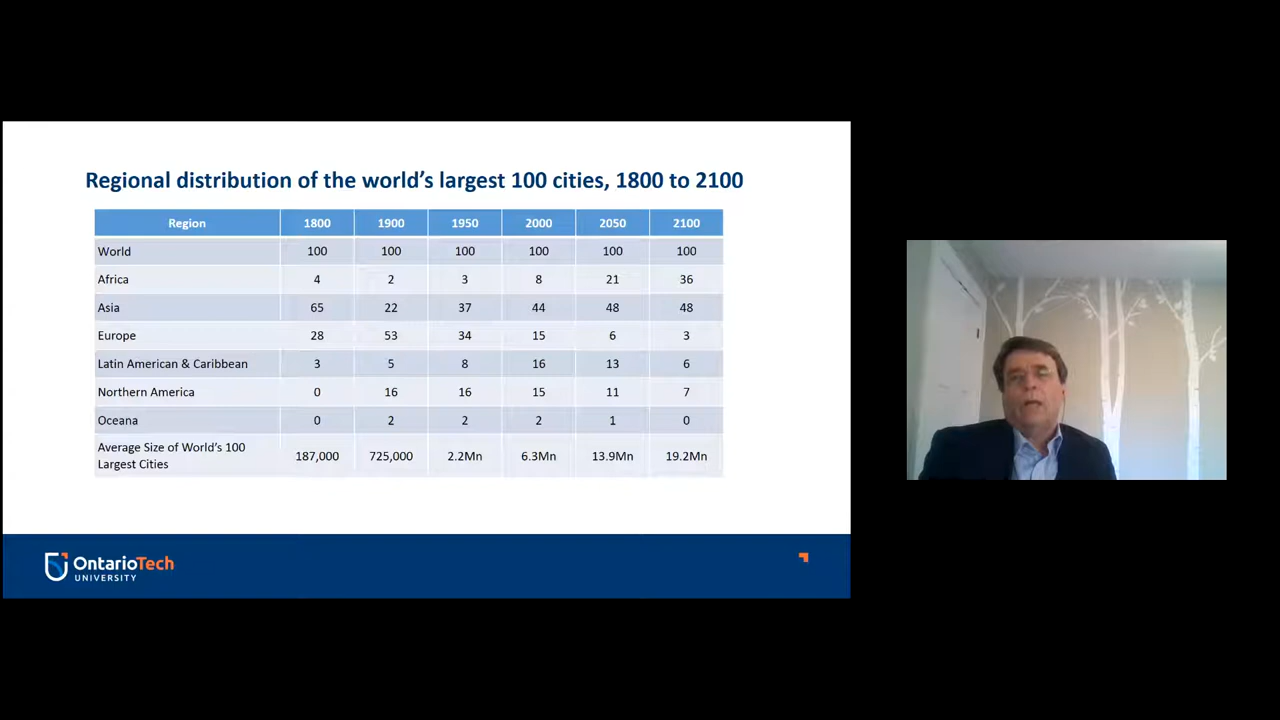 Regional distribution of the world's largest 100 cities, 1800 to 2100
Region 1800 1900 1950 2000 2050 2100
World 100 100 100 100 100 100
Africa 4 2 3 8 21 36
Asia 65 22 37 44 48 48
Europe 28 53 34 15 6 3
Latin American & Caribbean 3 5 8 16 13 6
Northern America 0 16 16 15 11 7
Oceana 0 2 2 2 1 0
Average Size of World's 100
Largest Cities 187,000 725,000 2.2Mn 6.3Mn 13.9Mn 19.2Mn
OntarioTech
UNIVERSITY